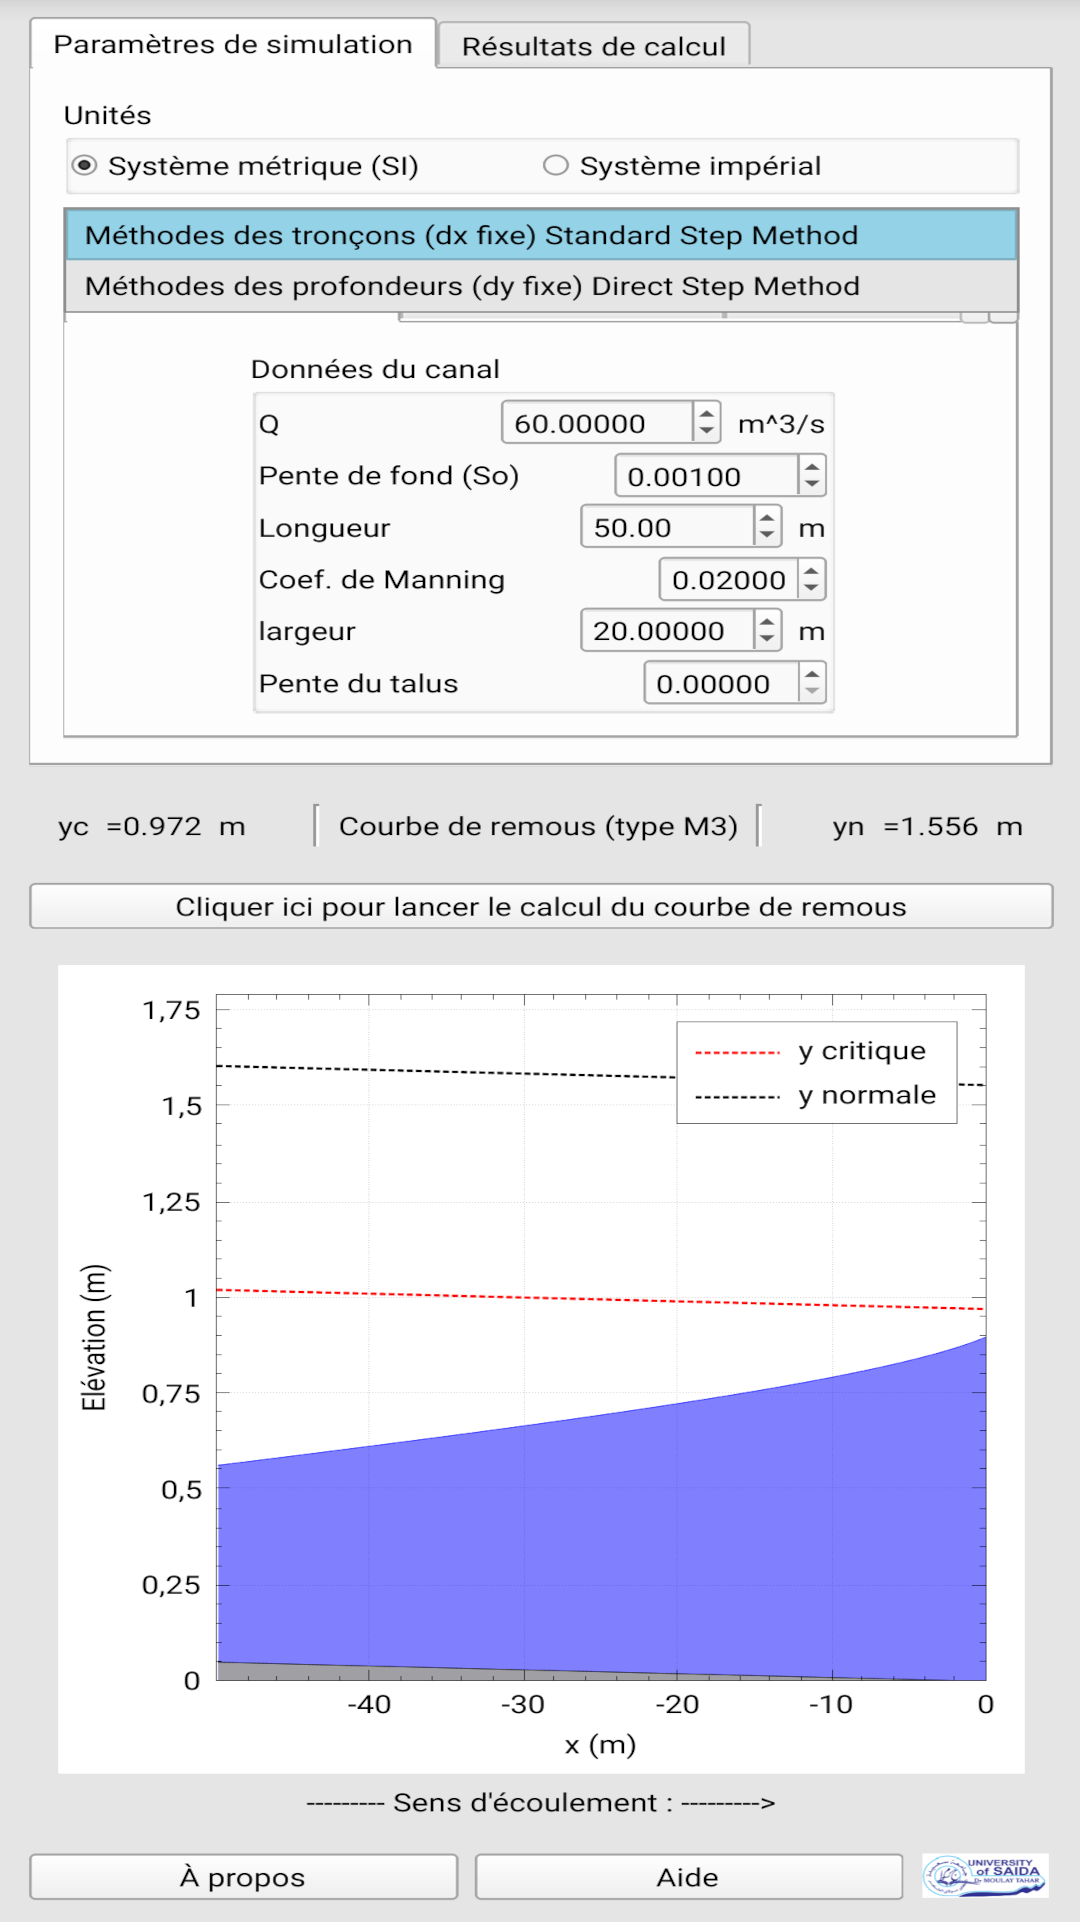 Paramètres de simulation Résultats de calcul
Unités
Système métrique (SI) Système impérial
Méthodes des tronçons (dx fixe) Standard Step Method
Méthodes des profondeurs (dy fixe) Direct Step Method
Données du canal
Q 60.00000 m^3/s
Pente de fond (So) 0.00100
Longueur 50.00 m
Coef. de Manning 0.02000
largeur 20.00000 m
Pente du talus 0.00000
yc =0.972 m Courbe de remous (type M3) yn =1.556 m
Cliquer ici pour lancer le calcul du courbe de remous
1,75
y critique
y normale
1,5
1,25
1
0,75
0,5
0,25
0
Elévation (m)
-40 -30 -20 -10 0
x (m)
--------- Sens d'écoulement : --------->
À propos Aide
UNIVERSITY
of SAIDA
Dr MOULAY TAHAR